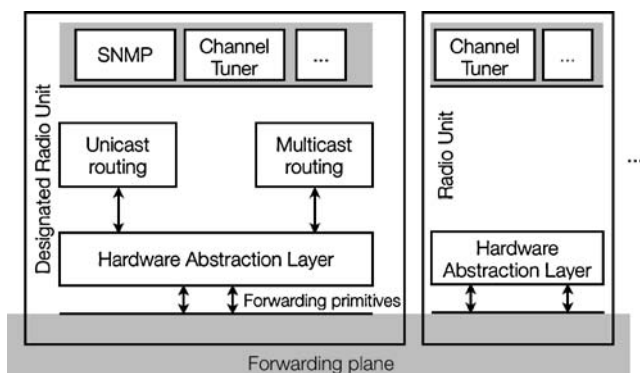 Designated Radio Unit
SNMP
Channel
Tuner
...
Unicast
routing
Multicast
routing
Hardware Abstraction Layer
Forwarding primitives
Radio Unit
Channel
Tuner
...
Hardware
Abstraction Layer
...
Forwarding plane